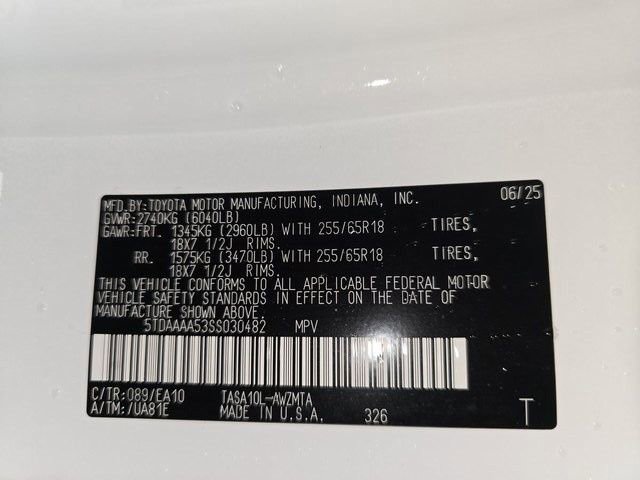 MFD.BY:TOYOTA MOTOR MANUFACTURING, INDIANA, INC. 06/25
GVWR:2740KG (6040LB)
GAWR:FRT. 1345KG (2960LB) WITH 255/65R18 TIRES,
18X7 1/2J RIMS.
RR. 1575KG (3470LB) WITH 255/65R18 TIRES,
18X7 1/2J RIMS.
THIS VEHICLE CONFORMS TO ALL APPLICABLE FEDERAL MOTOR
VEHICLE SAFETY STANDARDS IN EFFECT ON THE DATE OF
MANUFACTURE SHOWN ABOVE.
5TDAAAA53SS030482 MPV
C/TR:089/EA10 TASA10L-AWZMTA
A/TM:/UA81E MADE IN U.S.A. 326 T